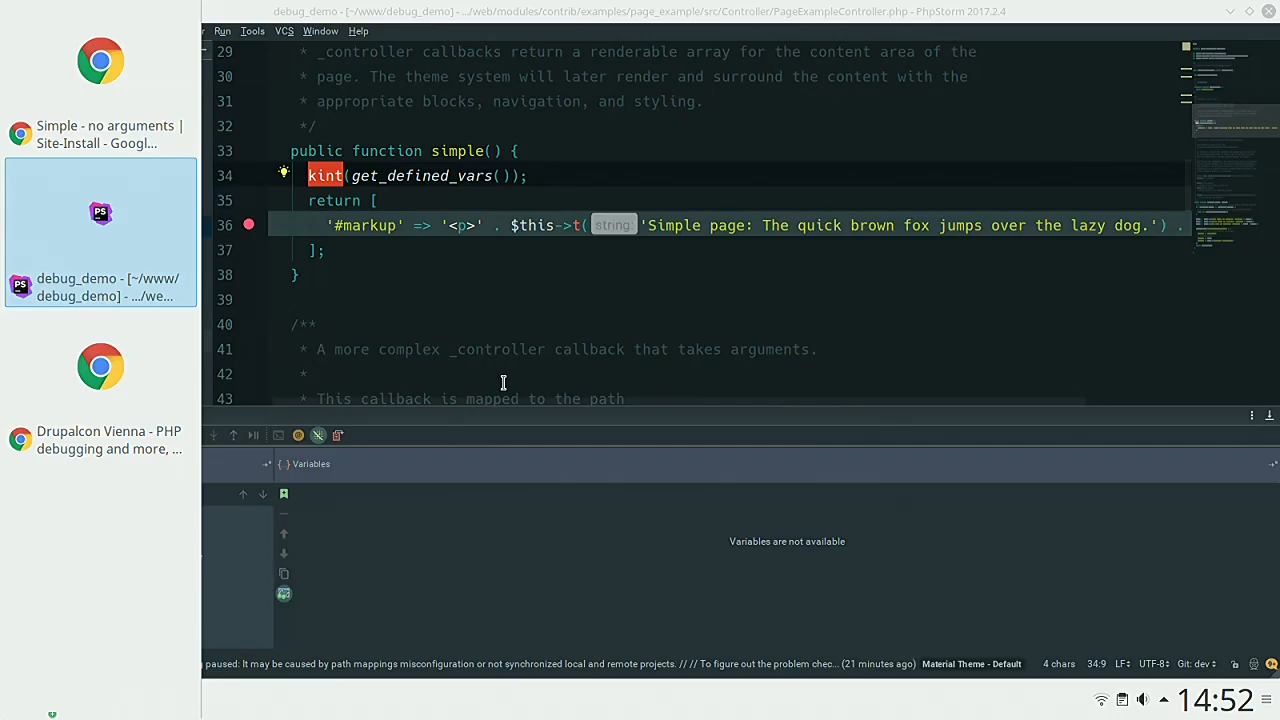 debug_demo - [~/www/debug_demo] - .../web/modules/contrib/examples/page_example/src/Controller/PageExampleController.php - PhpStorm 2017.2.4
Run Tools VCS Window Help
Simple - no arguments |
Site-Install - Googl...
PS
PS
debug_demo - [~/www/
debug_demo] - .../we...
Drupalcon Vienna - PHP
debugging and more, ...
29 * _controller callbacks return a renderable array for the content area of the
30 * page. The theme system will later render and surround the content with the
31 * appropriate blocks, navigation, and styling.
32 */
33 public function simple() {
34 kint(get_defined_vars());
35 return [
36 '#markup' => '<p>' . $this->t( string: 'Simple page: The quick brown fox jumps over the lazy dog.') .
37 ];
38 }
39
40 /**
41 * A more complex _controller callback that takes arguments.
42 *
43 * This callback is mapped to the path
Variables
Variables are not available
paused: It may be caused by path mappings misconfiguration or not synchronized local and remote projects. // // To figure out the problem chec... (21 minutes ago) Material Theme - Default 4 chars 34:9 LF UTF-8 Git: dev
14:52